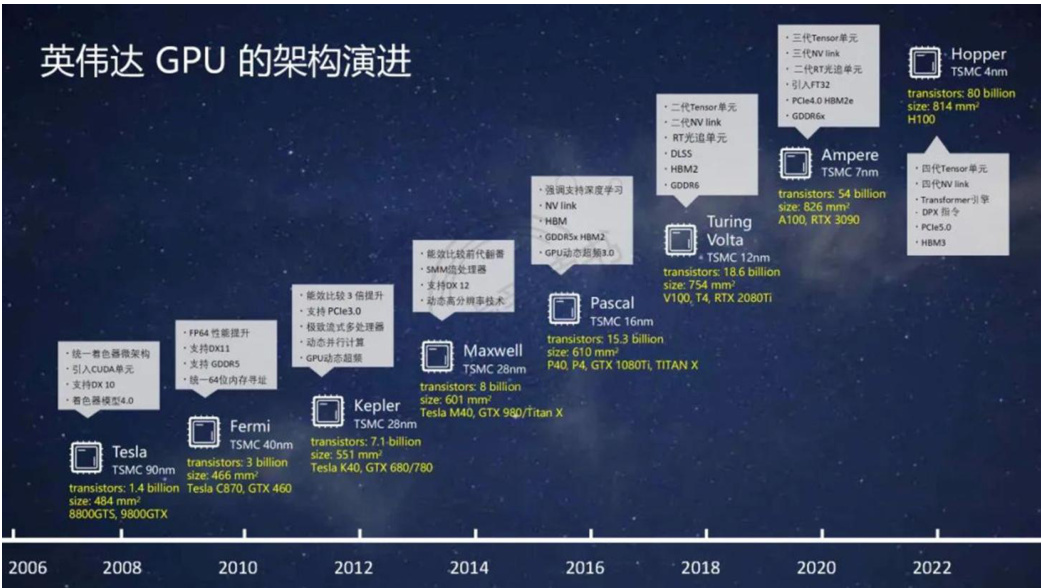 英伟达 GPU 的架构演进
· 统一着色器微架构
· 引入CUDA单元
· 支持DX 10
· 着色器模型4.0
Tesla
TSMC 90nm
transistors: 1.4 billion
size: 484 mm²
8800GTS, 9800GTX
· FP64 性能提升
· 支持DX11
· 支持 GDDR5
· 统一64位内存寻址
Fermi
TSMC 40nm
transistors: 3 billion
size: 466 mm²
Tesla C870, GTX 460
· 能效比较 3 倍提升
· 支持 PCIe3.0
· 极致流式多处理器
· 动态并行计算
· GPU动态超频
Kepler
TSMC 28nm
transistors: 7.1 billion
size: 551 mm²
Tesla K40, GTX 680/780
· 能效比较前代翻番
· SMM流处理器
· 支持DX 12
· 动态高分辨率技术
Maxwell
TSMC 28nm
transistors: 8 billion
size: 601 mm²
Tesla M40, GTX 980/Titan X
· 强调支持深度学习
· NV link
· HBM
· GDDR5x HBM2
· GPU动态超频3.0
Pascal
TSMC 16nm
transistors: 15.3 billion
size: 610 mm²
P40, P4, GTX 1080Ti, TITAN X
· 二代Tensor单元
· 二代NV link
· RT光追单元
· DLSS
· HBM2
· GDDR6
Turing
Volta
TSMC 12nm
transistors: 18.6 billion
size: 754 mm²
V100, T4, RTX 2080Ti
· 三代Tensor单元
· 三代NV link
· 二代RT光追单元
· 引入FT32
· PCIe4.0 HBM2e
· GDDR6x
Ampere
TSMC 7nm
transistors: 54 billion
size: 826 mm²
A100, RTX 3090
Hopper
TSMC 4nm
transistors: 80 billion
size: 814 mm²
H100
· 四代Tensor单元
· 四代NV link
· Transformer引擎
· DPX 指令
· PCIe5.0
· HBM3
2006 2008 2010 2012 2014 2016 2018 2020 2022